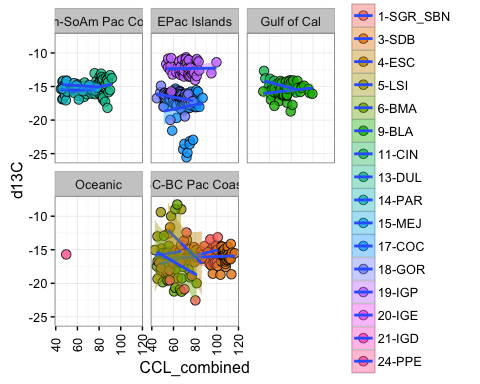 n-SoAm Pac Co EPac Islands Gulf of Cal
-10
-15
-20
-25
Oceanic C-BC Pac Coas
-10
-15
-20
-25
d13C
40 60 80 100 120 40 60 80 100 120
CCL_combined
1-SGR_SBN
3-SDB
4-ESC
5-LSI
6-BMA
9-BLA
11-CIN
13-DUL
14-PAR
15-MEJ
17-COC
18-GOR
19-IGP
20-IGE
21-IGD
24-PPE